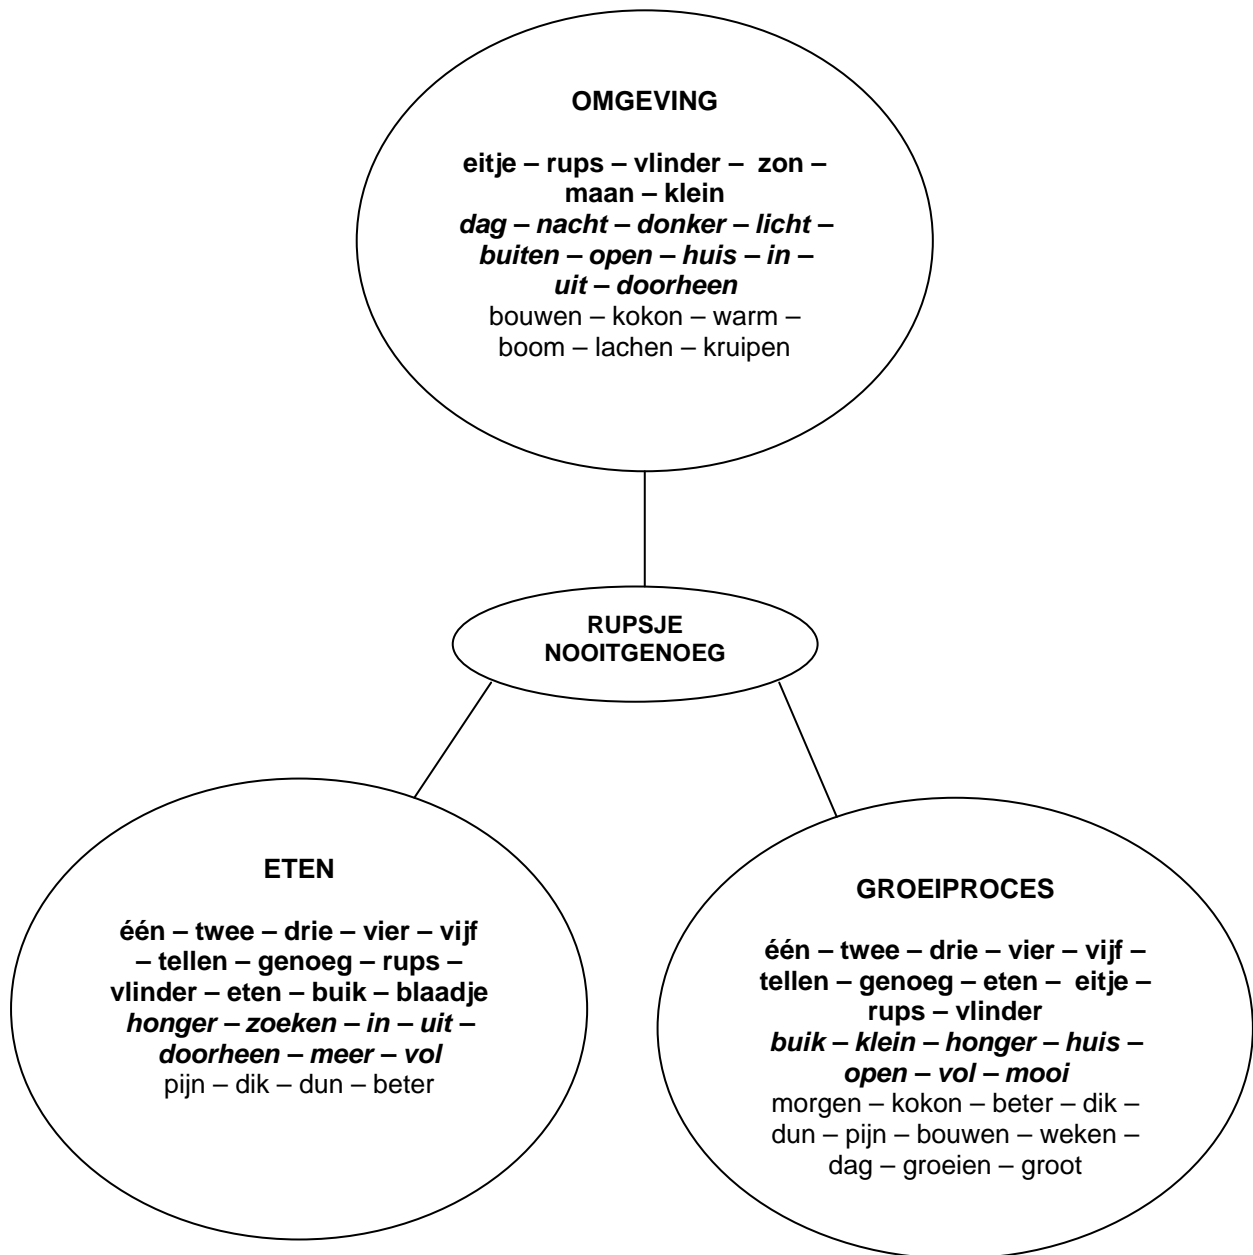 OMGEVING
eitje – rups – vlinder – zon –
maan – klein
dag – nacht – donker – licht –
buiten – open – huis – in –
uit – doorheen
bouwen – kokon – warm –
boom – lachen – kruipen
RUPSJE
NOOITGENOEG
ETEN
één – twee – drie – vier – vijf
– tellen – genoeg – rups –
vlinder – eten – buik – blaadje
honger – zoeken – in – uit –
doorheen – meer – vol
pijn – dik – dun – beter
GROEIPROCES
één – twee – drie – vier – vijf –
tellen – genoeg – eten – eitje –
rups – vlinder
buik – klein – honger – huis –
open – vol – mooi
morgen – kokon – beter – dik –
dun – pijn – bouwen – weken –
dag – groeien – groot